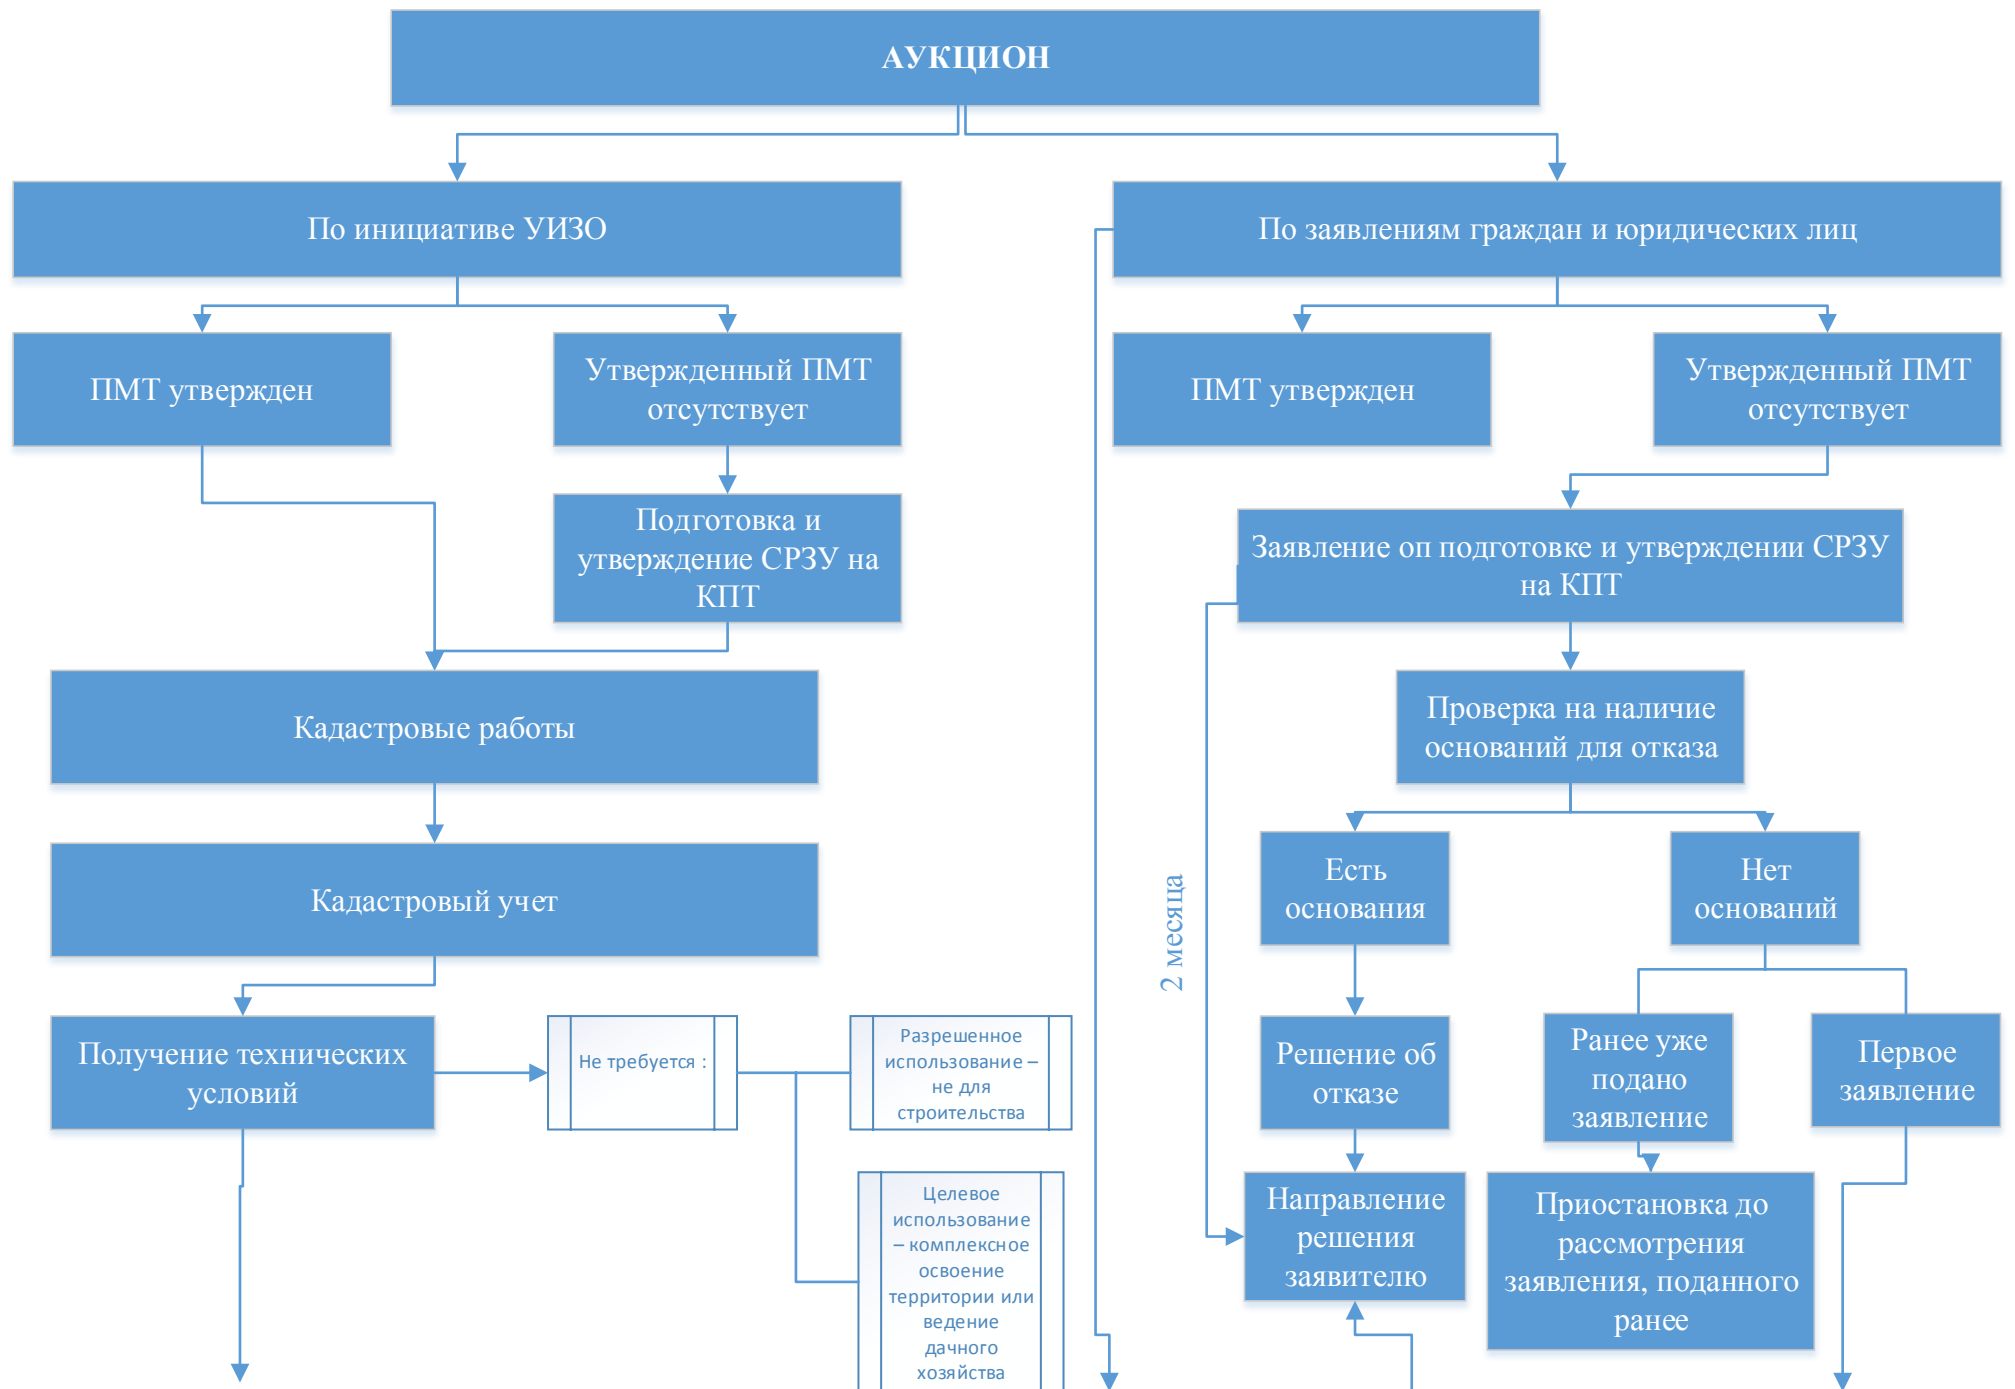 АУКЦИОН
По инициативе УИЗО
По заявлениям граждан и юридических лиц
ПМТ утвержден
Утвержденный ПМТ
отсутствует
ПМТ утвержден
Утвержденный ПМТ
отсутствует
Подготовка и
утверждение СРЗУ на
КПТ
Заявление оп подготовке и утверждении СРЗУ
на КПТ
Кадастровые работы
Проверка на наличие
оснований для отказа
Кадастровый учет
2 месяца
Есть
основания
Нет
оснований
Получение технических
условий
Не требуется :
Разрешенное
использование –
не для
строительства
Решение об
отказе
Ранее уже
подано
заявление
Первое
заявление
Целевое
использование
– комплексное
освоение
территории или
ведение
дачного
хозяйства
Направление
решения
заявителю
Приостановка до
рассмотрения
заявления, поданного
ранее